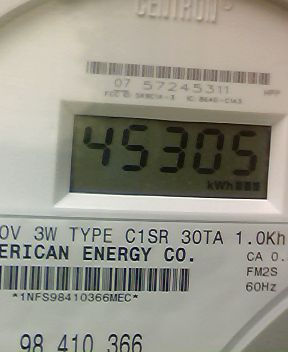 CENTRON
07 57245311
45305
kWh
0V 3W TYPE C1SR 30TA 1.0Kh
ERICAN ENERGY CO.
CA 0.
FM2S
*1NFS98410366MEC*
60Hz
98 410 366